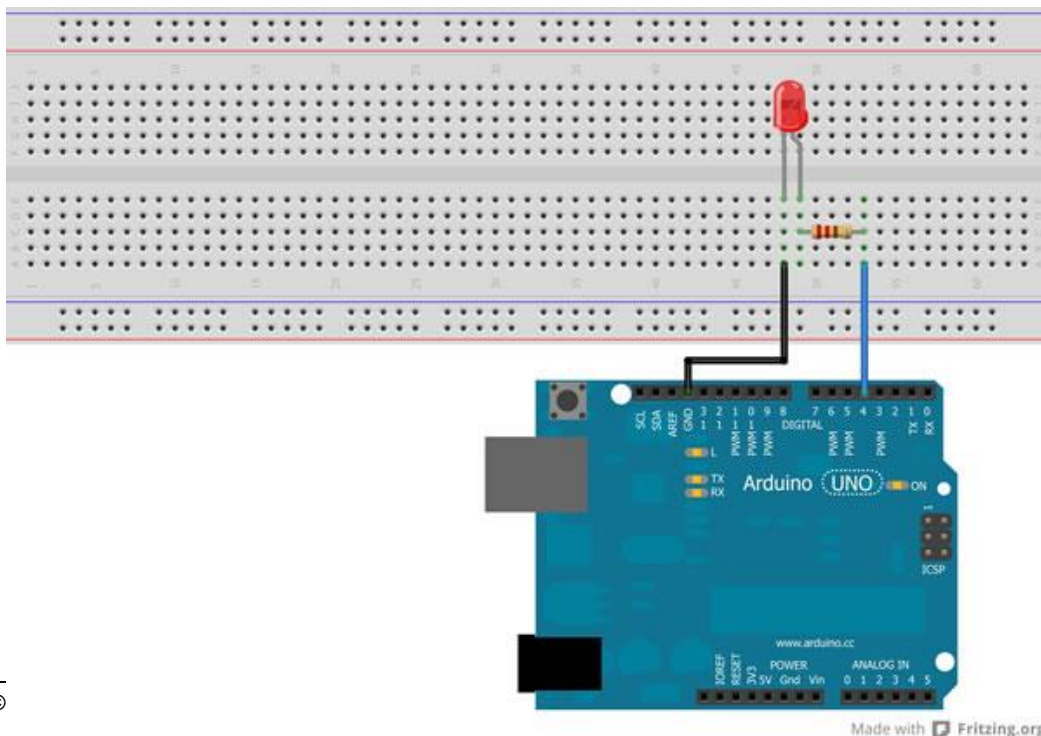 SCL
SDA
AREF
GND
13
12
PWM 11
PWM 10
PWM 9
8
DIGITAL
7
PWM 6
PWM 5
4
PWM 3
2
TX 1
RX 0
L
TX
RX
Arduino UNO
ON
1
ICSP
www.arduino.cc
POWER
ANALOG IN
IOREF
RESET
3V3
5V Gnd Vin
0 1 2 3 4 5
Made with Fritzing.org